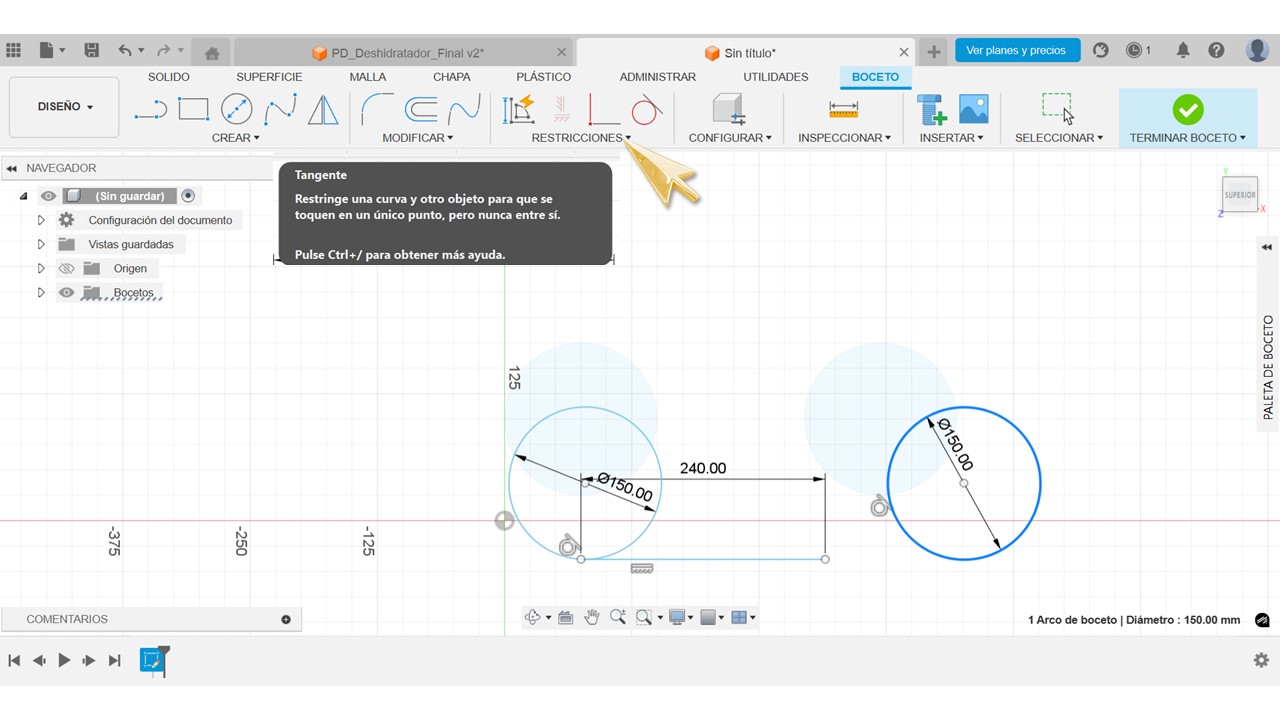 PD_Deshidratador_Final v2*
Sin título*
Ver planes y precios
1
SOLIDO
SUPERFICIE
MALLA
CHAPA
PLÁSTICO
ADMINISTRAR
UTILIDADES
BOCETO
DISEÑO
CREAR
MODIFICAR
RESTRICCIONES
CONFIGURAR
INSPECCIONAR
INSERTAR
SELECCIONAR
TERMINAR BOCETO
NAVEGADOR
(Sin guardar)
Configuración del documento
Vistas guardadas
Origen
Bocetos
Tangente
Restringe una curva y otro objeto para que se
toquen en un único punto, pero nunca entre sí.
Pulse Ctrl+/ para obtener más ayuda.
Y
SUPERIOR
Z
X
PALETA DE BOCETO
125
Ø150.00
240.00
Ø150.00
-375
-250
-125
COMENTARIOS
1 Arco de boceto | Diámetro : 150.00 mm